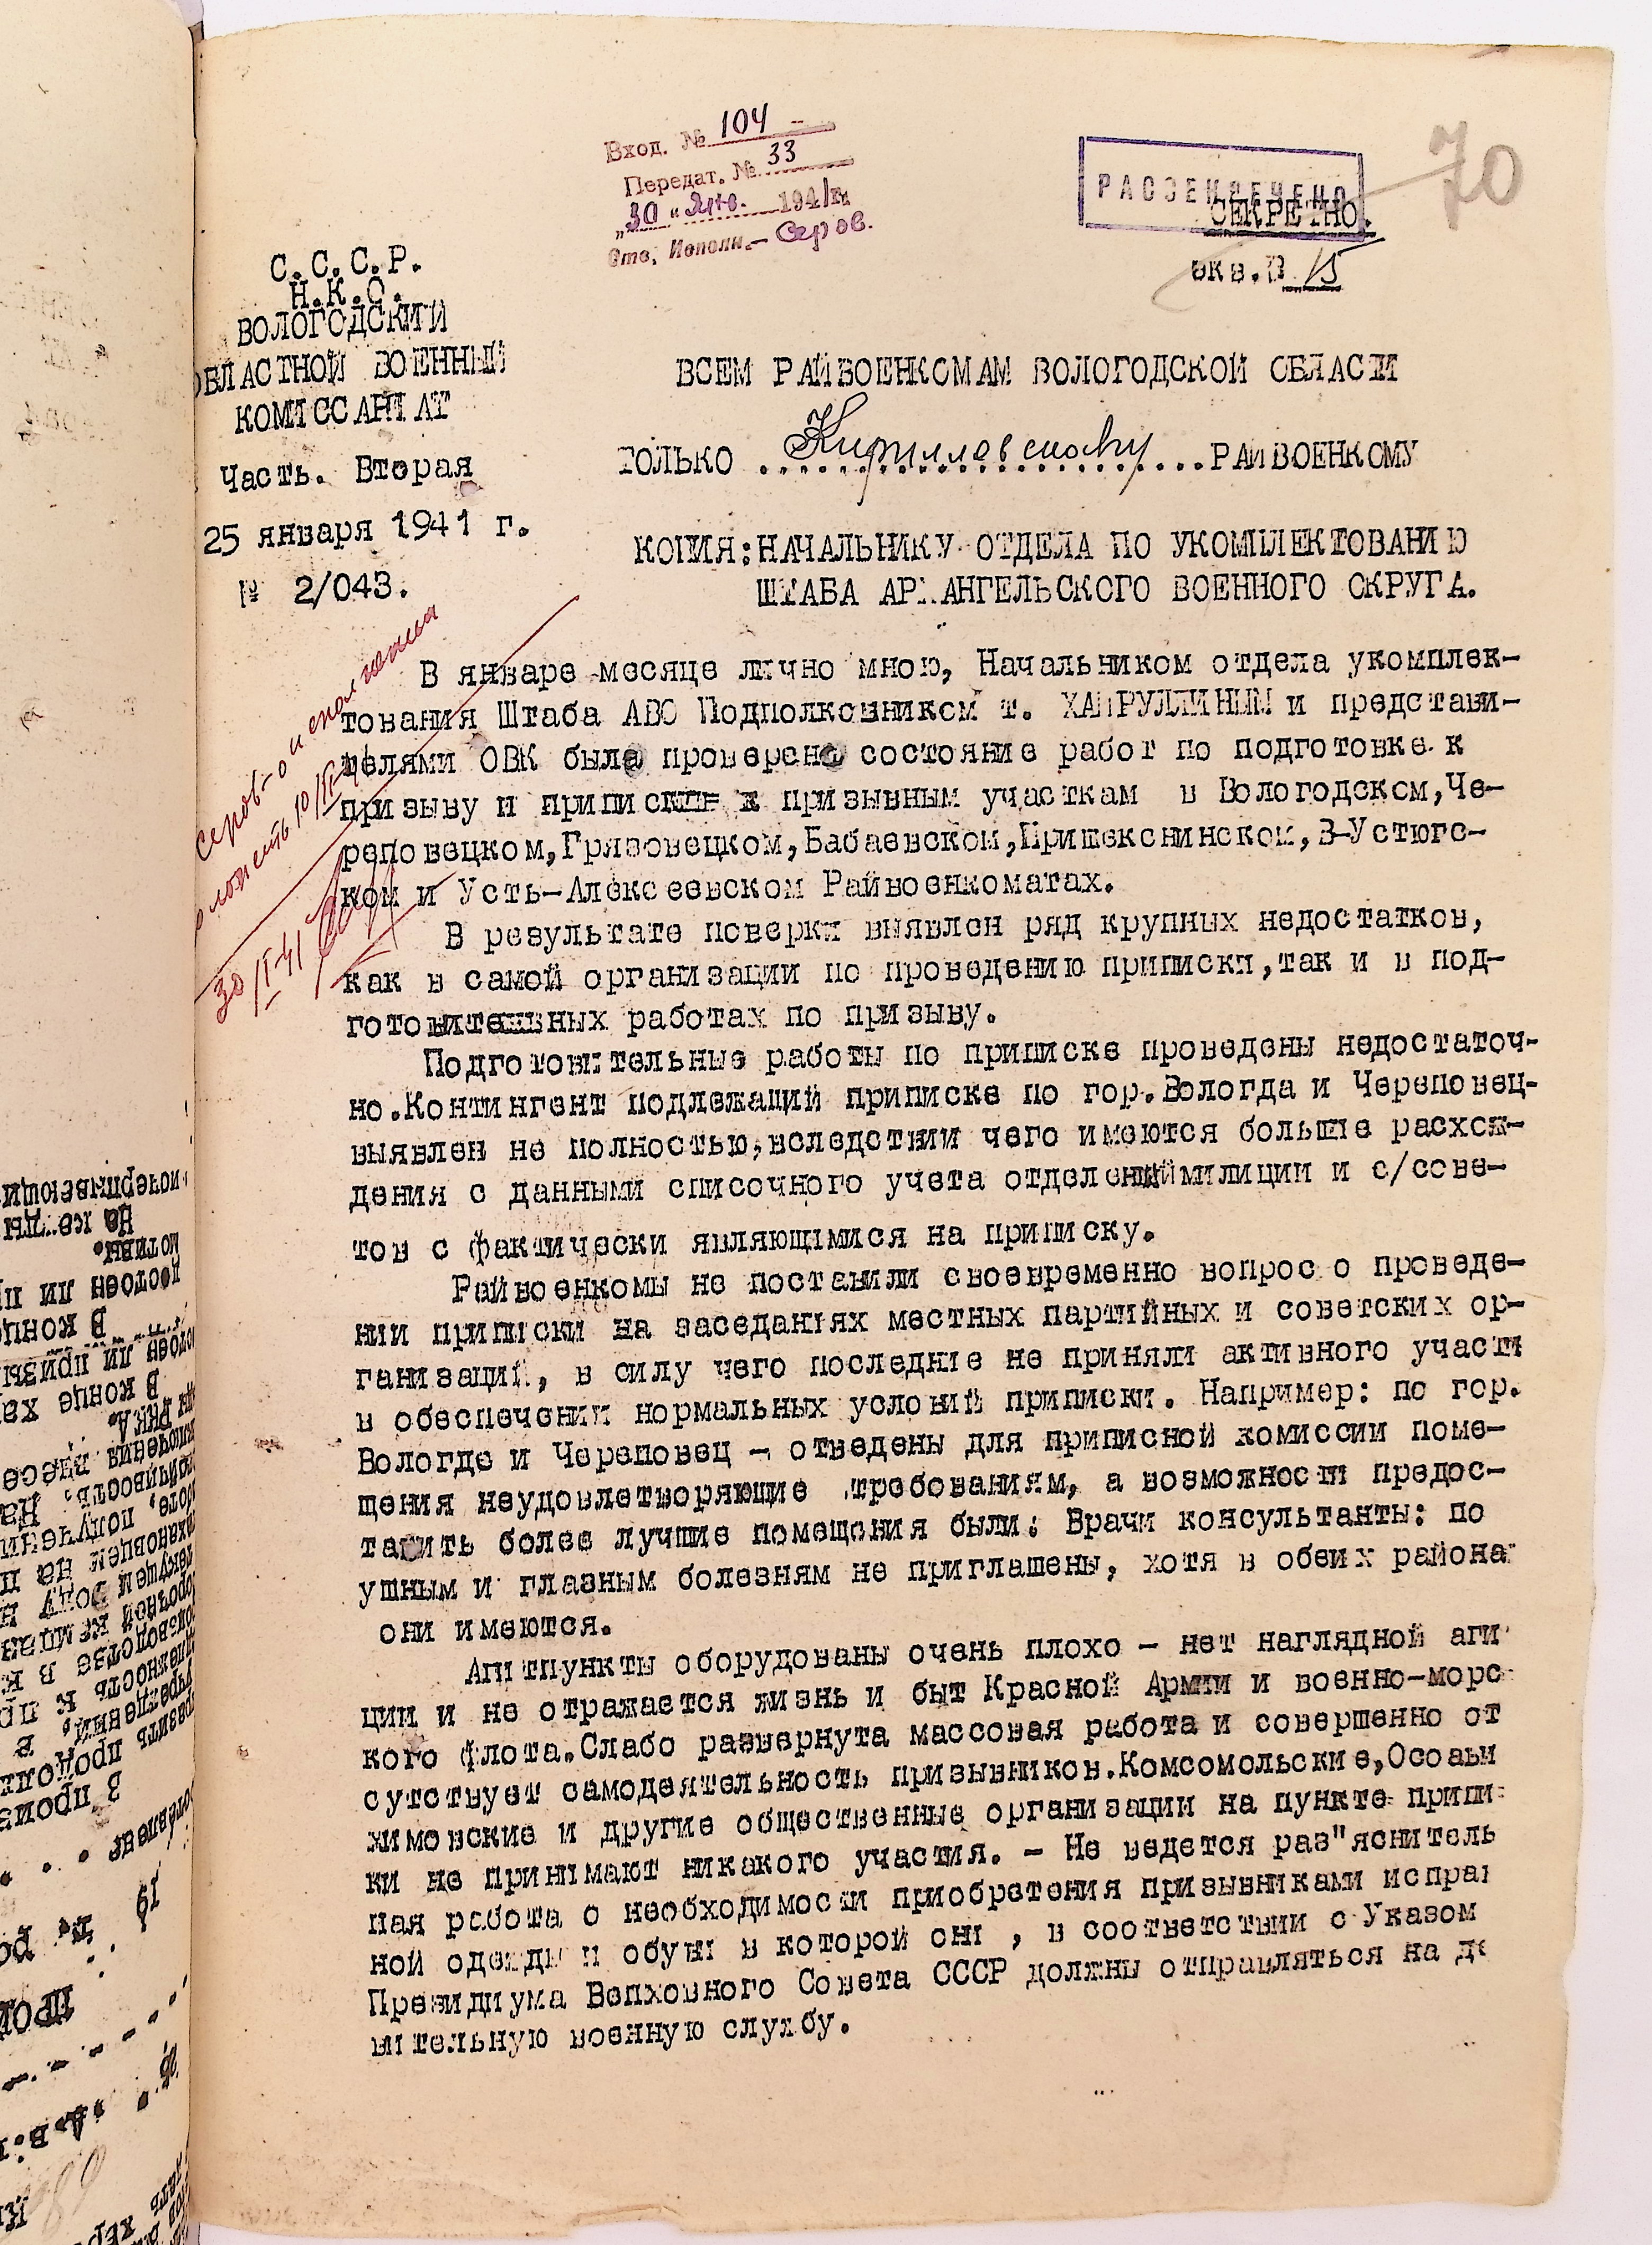 Вход. № 104
Передат. № 33
„30" Янв. 1941 г.
Отв. Исполн. – Серов.
РАССЕКРЕЧЕНО
70
СЕКРЕТНО.
экз. № 15
С.С.С.Р.
Н.К.О.
ВОЛОГОДСКИЙ
ОБЛАСТНОЙ ВОЕННЫЙ
КОМИССАРИАТ
Часть. Вторая
25 января 1941 г.
№ 2/043.
ВСЕМ РАЙВОЕНКОМАМ ВОЛОГОДСКОЙ ОБЛАСТИ
ТОЛЬКО Кирилловскому РАЙВОЕНКОМУ
КОПИЯ: НАЧАЛЬНИКУ ОТДЕЛА ПО УКОМПЛЕКТОВАНИЮ
ШТАБА АРХАНГЕЛЬСКОГО ВОЕННОГО ОКРУГА.
В январе месяце лично мною, Начальником отдела укомплек-
тования Штаба АВО Подполковником т. ХАЙРУЛЛИНЫМ и представи-
телями ОВК была проверена состояние работ по подготовке к
призыву и приписке к призывным участкам в Вологодском, Че-
реповецком, Грязовецком, Бабаевском, Пришекснинском, В-Устюгс-
ком и Усть-Алексеевском Райвоенкоматах.
В результате поверки выявлен ряд крупных недостатков,
как в самой организации по проведению приписки, так и в под-
готовительных работах по призыву.
Подготовительные работы по приписке проведены недостаточ-
но. Контингент подлежащий приписке по гор. Вологда и Череповец-
выявлен не полностью, вследствии чего имеются большие расхож-
дения с данными списочного учета отделений милиции и с/сове-
тов с фактически являющимися на приписку.
Райвоенкомы не поставили своевременно вопрос о проведе-
нии приписки на заседаниях местных партийных и советских ор-
ганизаций, в силу чего последние не приняли активного участи
в обеспечении нормальных условий приписки. Например: по гор.
Вологде и Череповец - отведены для приписной комиссии поме-
щения неудовлетворяющие требованиям, а возможности предос-
тавить более лучшие помещения были. Врачи консультанты: по
ушным и глазным болезням не приглашены, хотя в обеих района
они имеются.
Агитпункты оборудованы очень плохо - нет наглядной аги
ции и не отражается жизнь и быт Красной Армии и военно-морс
кого флота. Слабо развернута массовая работа и совершенно от
сутствует самодеятельность призывников. Комсомольские, Осоави
химовские и другие общественные организации на пункте припи
ки не принимают никакого участия. - Не ведется раз"яснитель
ная работа о необходимости приобретения призывниками исправ
ной одежды и обуви в которой они , в соответствии с Указом
Президиума Верховного Совета СССР должны отправляться на де
вительную военную службу.
Серов – о исполнении
доложить 10/II-41
30/I-41